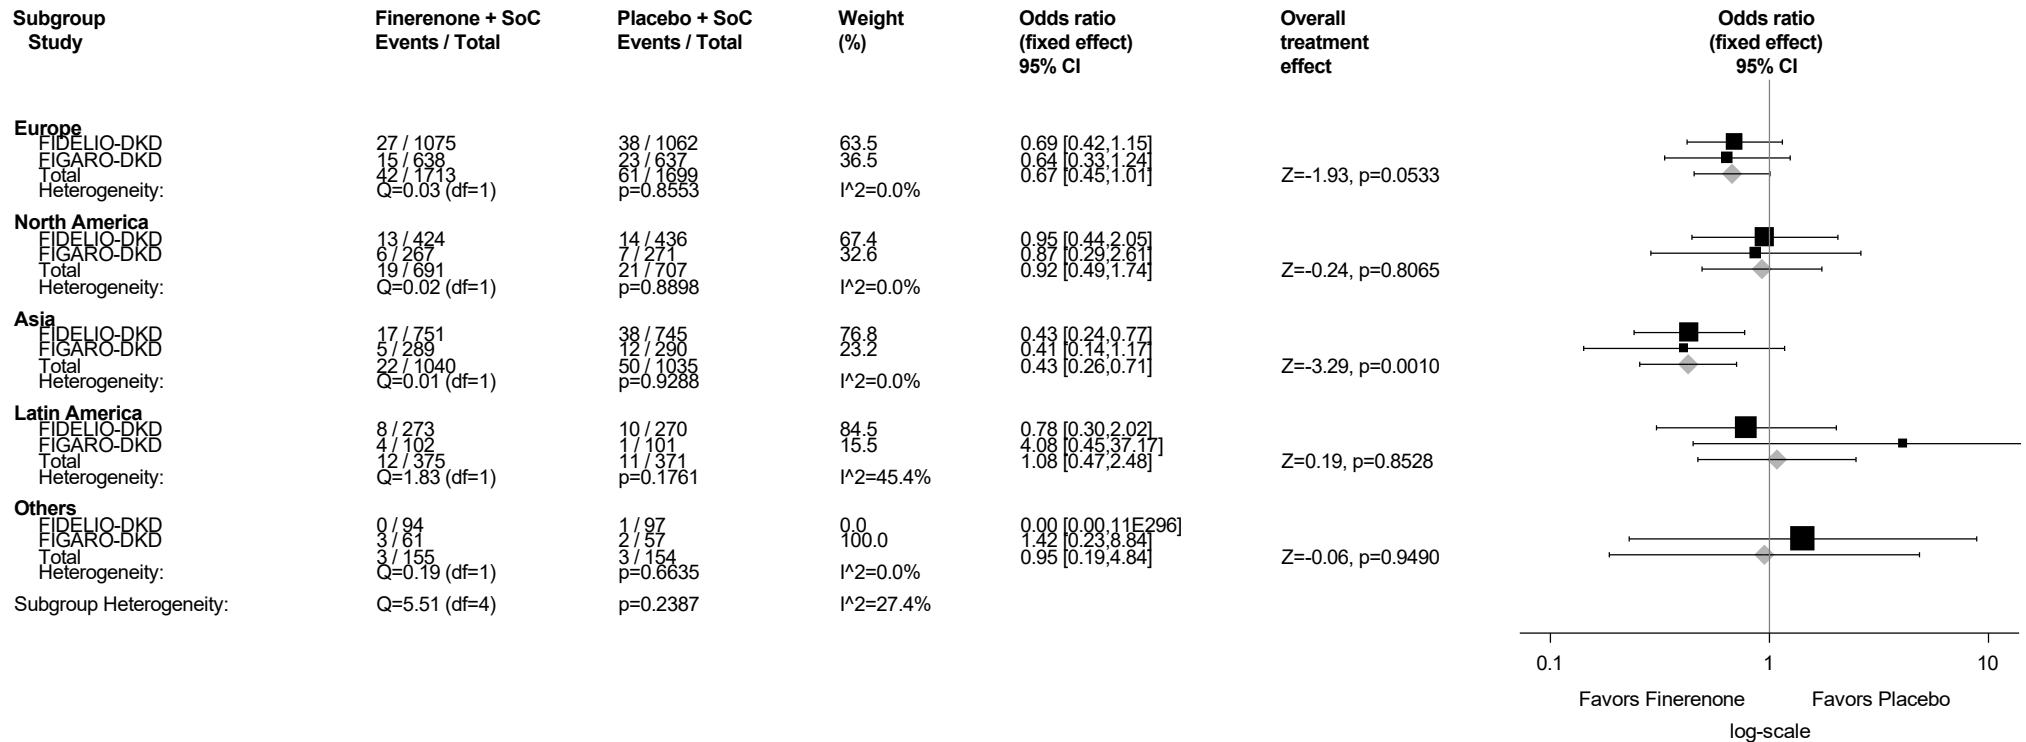 Subgroup Finerenone + SoC Placebo + SoC Weight Odds ratio Overall Odds ratio
Study Events / Total Events / Total (%) (fixed effect) treatment (fixed effect)
95% CI effect 95% CI
Europe
FIDELIO-DKD 27 / 1075 38 / 1062 63.5 0.69 [0.42,1.15]
FIGARO-DKD 15 / 638 23 / 637 36.5 0.64 [0.33,1.24]
Total 42 / 1713 61 / 1699 0.67 [0.45,1.01] Z=-1.93, p=0.0533
Heterogeneity: Q=0.03 (df=1) p=0.8553 I^2=0.0%
North America
FIDELIO-DKD 13 / 424 14 / 436 67.4 0.95 [0.44,2.05]
FIGARO-DKD 6 / 267 7 / 271 32.6 0.87 [0.29,2.61]
Total 19 / 691 21 / 707 0.92 [0.49,1.74] Z=-0.24, p=0.8065
Heterogeneity: Q=0.02 (df=1) p=0.8898 I^2=0.0%
Asia
FIDELIO-DKD 17 / 751 38 / 745 76.8 0.43 [0.24,0.77]
FIGARO-DKD 5 / 289 12 / 290 23.2 0.41 [0.14,1.17]
Total 22 / 1040 50 / 1035 0.43 [0.26,0.71] Z=-3.29, p=0.0010
Heterogeneity: Q=0.01 (df=1) p=0.9288 I^2=0.0%
Latin America
FIDELIO-DKD 8 / 273 10 / 270 84.5 0.78 [0.30,2.02]
FIGARO-DKD 4 / 102 1 / 101 15.5 4.08 [0.45,37.17]
Total 12 / 375 11 / 371 1.08 [0.47,2.48] Z=0.19, p=0.8528
Heterogeneity: Q=1.83 (df=1) p=0.1761 I^2=45.4%
Others
FIDELIO-DKD 0 / 94 1 / 97 0.0 0.00 [0.00,11E296]
FIGARO-DKD 3 / 61 2 / 57 100.0 1.42 [0.23,8.84]
Total 3 / 155 3 / 154 0.95 [0.19,4.84] Z=-0.06, p=0.9490
Heterogeneity: Q=0.19 (df=1) p=0.6635 I^2=0.0%
Subgroup Heterogeneity: Q=5.51 (df=4) p=0.2387 I^2=27.4%
0.1 1 10
Favors Finerenone Favors Placebo
log-scale